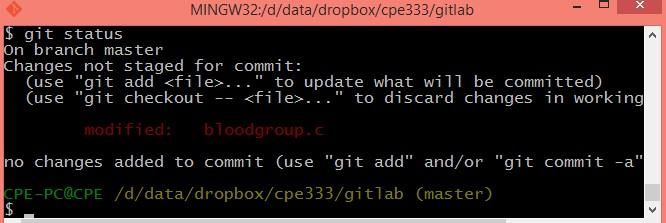 MINGW32:/d/data/dropbox/cpe333/gitlab
$ git status
On branch master
Changes not staged for commit:
  (use "git add <file>..." to update what will be committed)
  (use "git checkout -- <file>..." to discard changes in working
        modified:   bloodgroup.c
no changes added to commit (use "git add" and/or "git commit -a"
CPE-PC@CPE /d/data/dropbox/cpe333/gitlab (master)
$